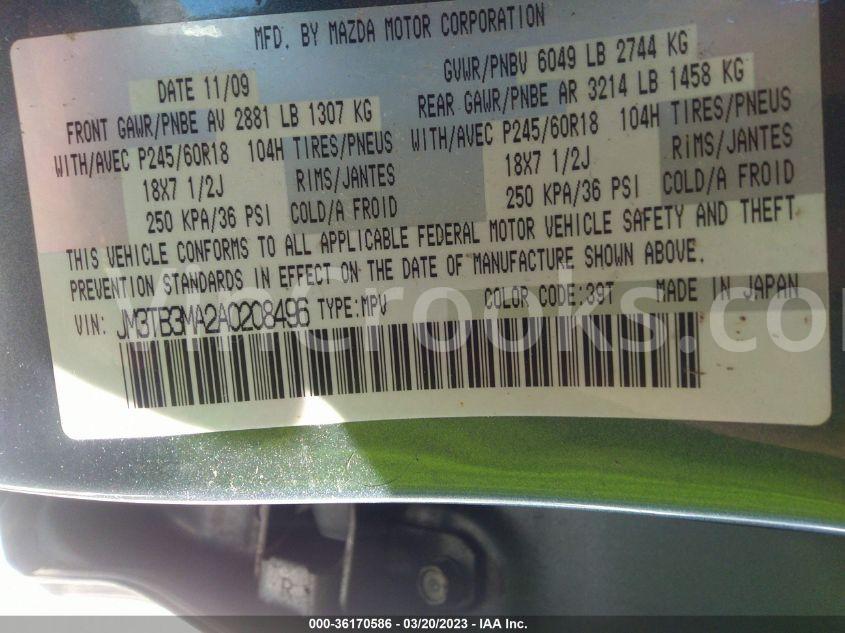 MFD. BY MAZDA MOTOR CORPORATION
DATE 11/09
GVWR/PNBV 6049 LB 2744 KG
FRONT GAWR/PNBE AV 2881 LB 1307 KG
REAR GAWR/PNBE AR 3214 LB 1458 KG
WITH/AVEC P245/60R18 104H TIRES/PNEUS
WITH/AVEC P245/60R18 104H TIRES/PNEUS
18X7 1/2J RiMS/JANTES
18X7 1/2J RiMS/JANTES
250 KPA/36 PSI COLD/A FROID
250 KPA/36 PSI COLD/A FROID
THIS VEHICLE CONFORMS TO ALL APPLICABLE FEDERAL MOTOR VEHICLE SAFETY AND THEFT
PREVENTION STANDARDS IN EFFECT ON THE DATE OF MANUFACTURE SHOWN ABOVE.
VIN: JM3TB3MA2A0208496 TYPE:MPV COLOR CODE:39T MADE IN JAPAN
VinCrooks.com
R
000-36170586 - 03/20/2023 - IAA Inc.